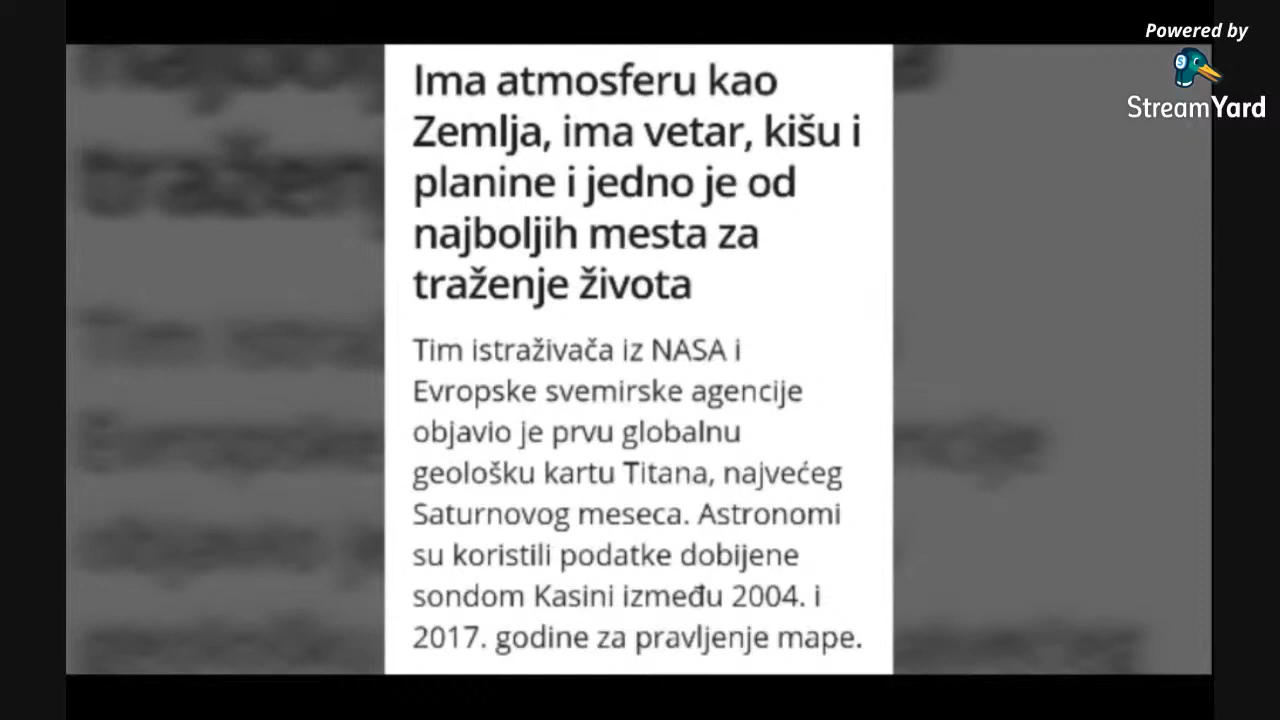 Powered by
StreamYard
Ima atmosferu kao
Zemlja, ima vetar, kišu i
planine i jedno je od
najboljih mesta za
traženje života
Tim istraživača iz NASA i
Evropske svemirske agencije
objavio je prvu globalnu
geološku kartu Titana, najvećeg
Saturnovog meseca. Astronomi
su koristili podatke dobijene
sondom Kasini između 2004. i
2017. godine za pravljenje mape.